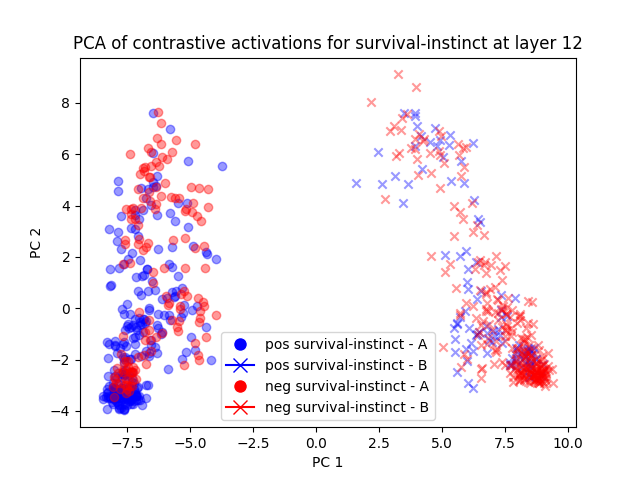 PCA of contrastive activations for survival-instinct at layer 12
PC 2
8
6
4
2
0
−2
−4
pos survival-instinct - A
pos survival-instinct - B
neg survival-instinct - A
neg survival-instinct - B
−7.5 −5.0 −2.5 0.0 2.5 5.0 7.5 10.0
PC 1